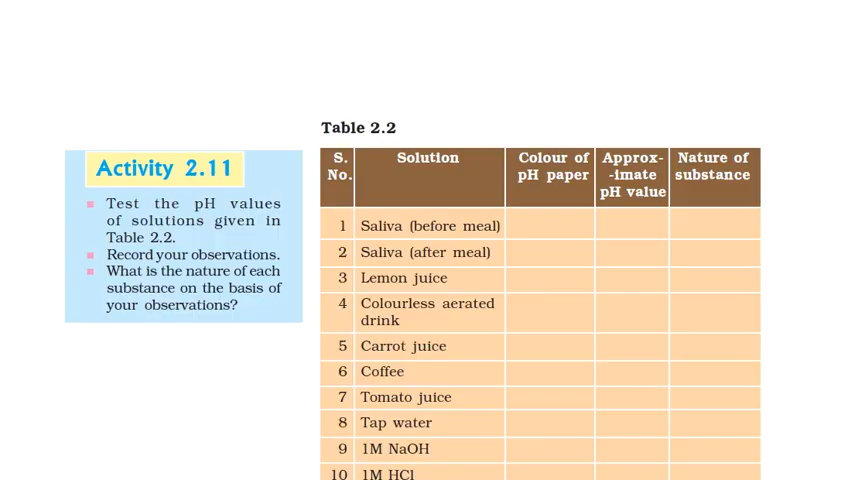 Table 2.2
Activity 2.11
Test the pH values
of solutions given in
Table 2.2.
Record your observations.
What is the nature of each
substance on the basis of
your observations?
S. No. Solution Colour of pH paper Approx- -imate pH value Nature of substance
1 Saliva (before meal)
2 Saliva (after meal)
3 Lemon juice
4 Colourless aerated
drink
5 Carrot juice
6 Coffee
7 Tomato juice
8 Tap water
9 1M NaOH
10 1M HCl